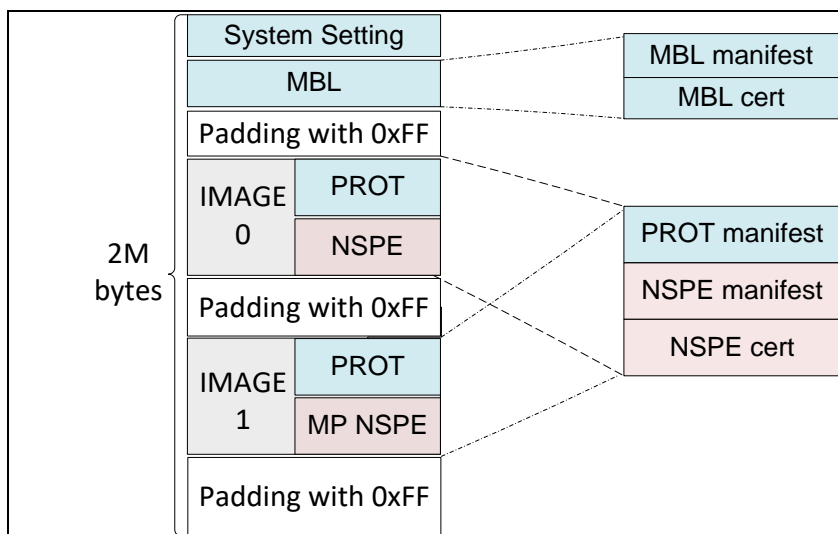 System Setting
MBL
Padding with 0xFF
IMAGE
0
PROT
NSPE
Padding with 0xFF
IMAGE
1
PROT
MP NSPE
Padding with 0xFF
2M
bytes
MBL manifest
MBL cert
PROT manifest
NSPE manifest
NSPE cert